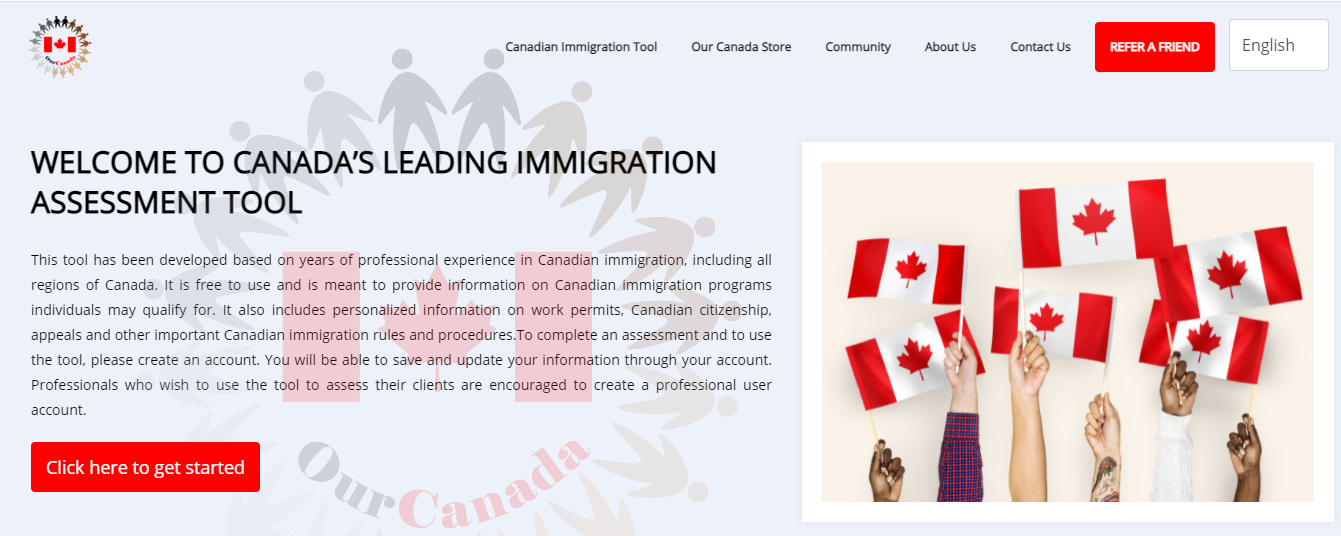 OurCanada
Canadian Immigration Tool
Our Canada Store
Community
About Us
Contact Us
REFER A FRIEND
English
WELCOME TO CANADA'S LEADING IMMIGRATION
ASSESSMENT TOOL
This tool has been developed based on years of professional experience in Canadian immigration, including all
regions of Canada. It is free to use and is meant to provide information on Canadian immigration programs
individuals may qualify for. It also includes personalized information on work permits, Canadian citizenship,
appeals and other important Canadian immigration rules and procedures.To complete an assessment and to use
the tool, please create an account. You will be able to save and update your information through your account.
Professionals who wish to use the tool to assess their clients are encouraged to create a professional user
account.
Click here to get started
OurCanada